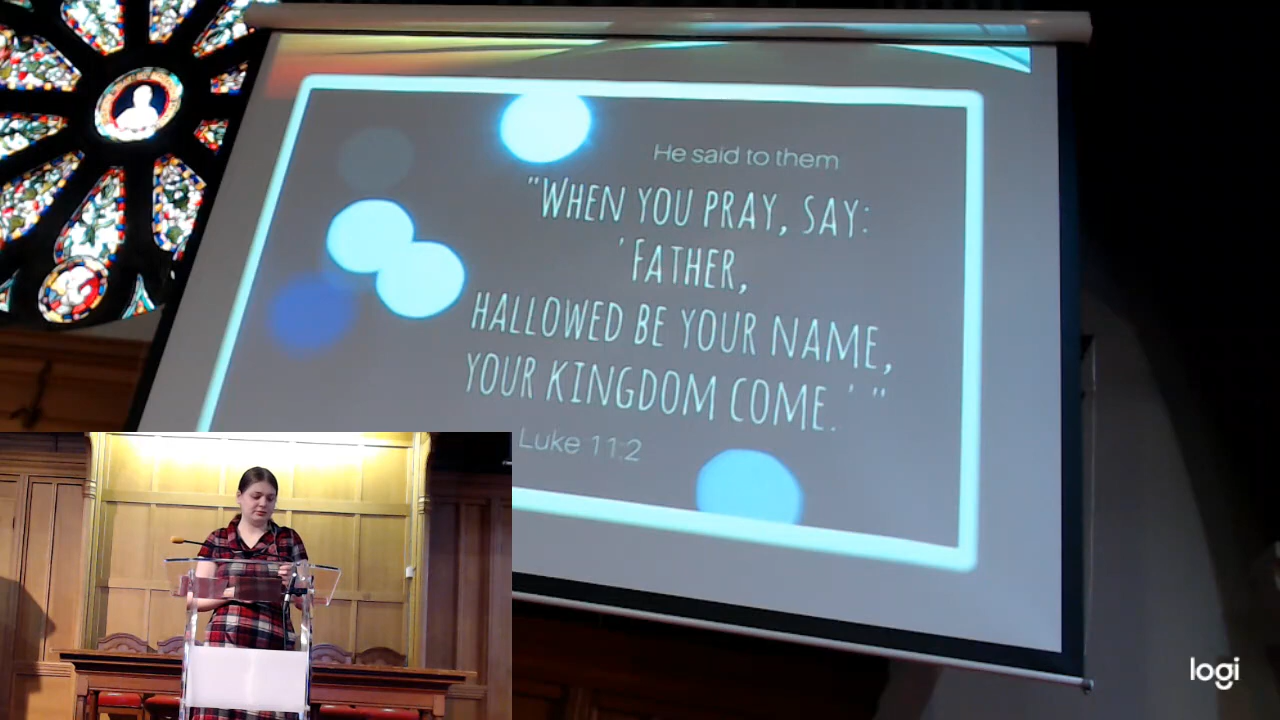 He said to them
"WHEN YOU PRAY, SAY:
'FATHER,
HALLOWED BE YOUR NAME,
YOUR KINGDOM COME.' "
Luke 11:2
logi